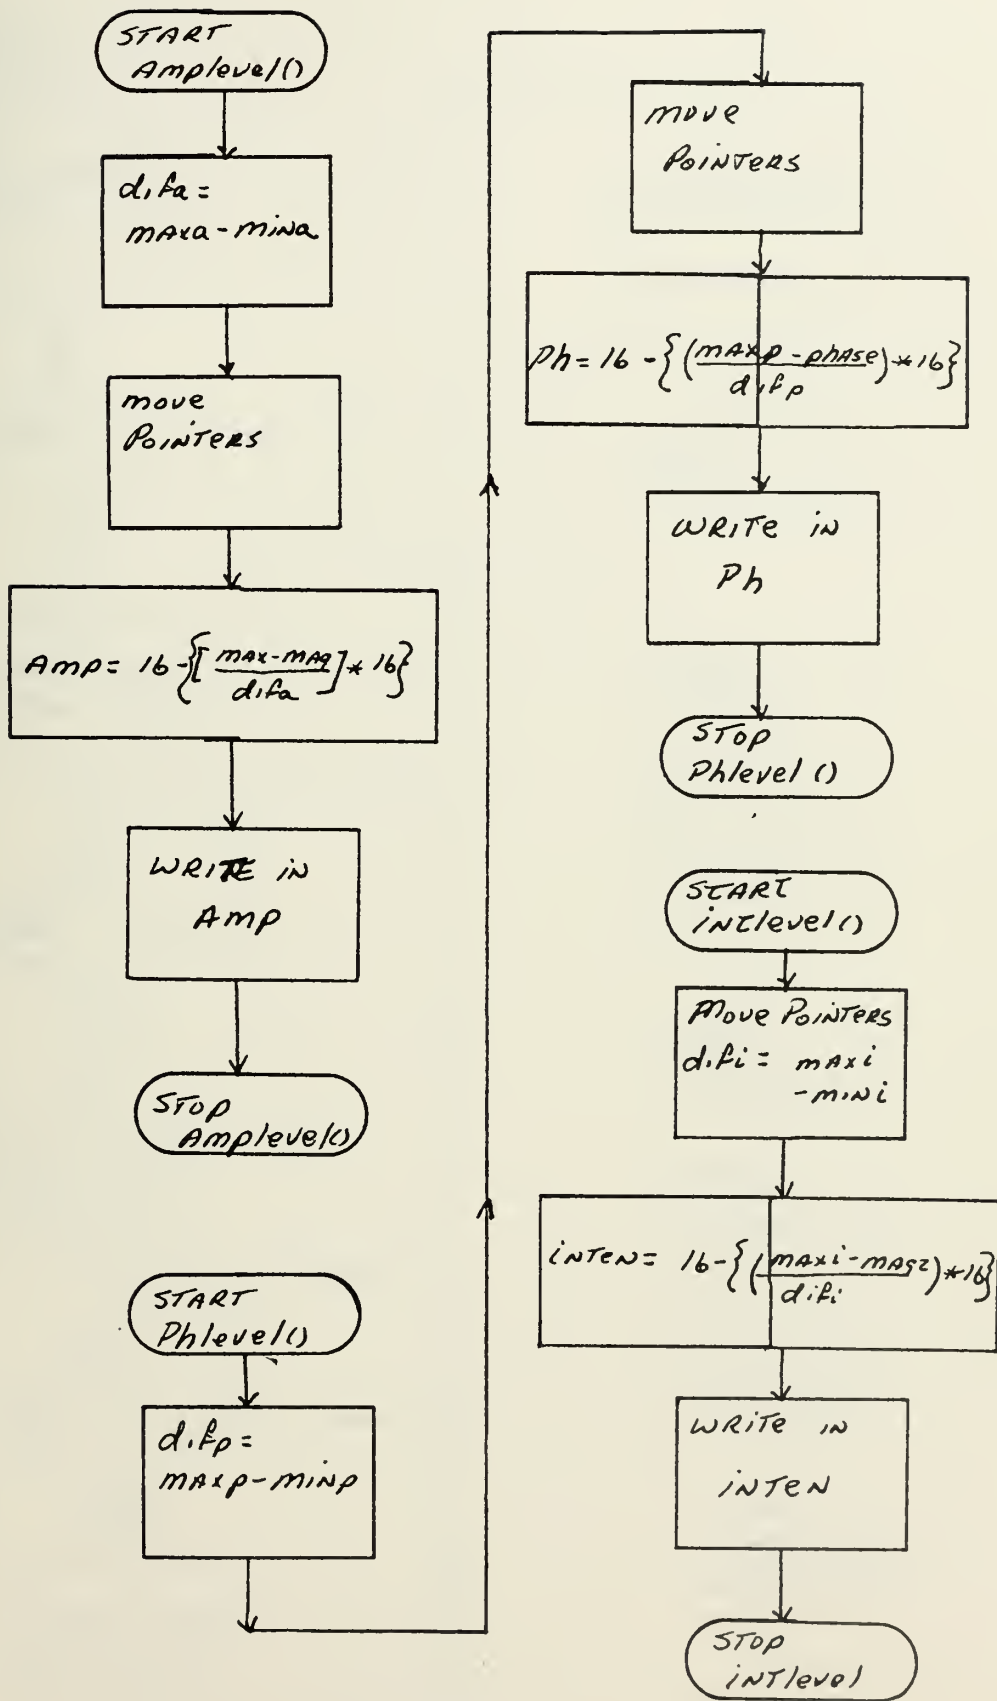 START
Amplevel()
difa =
maxa - mina
move
Pointers
Amp = 16 - {[max-mag / difa] * 16}
WRITE IN
Amp
STOP
Amplevel()
START
Phlevel()
difp =
maxp - minp
move
Pointers
Ph = 16 - {(maxp - phase / difp) * 16}
WRITE IN
Ph
STOP
Phlevel()
START
intlevel()
Move Pointers
difi = maxi
- mini
inten = 16 - {(maxi - mag2 / difi) * 16}
WRITE IN
inten
STOP
intlevel